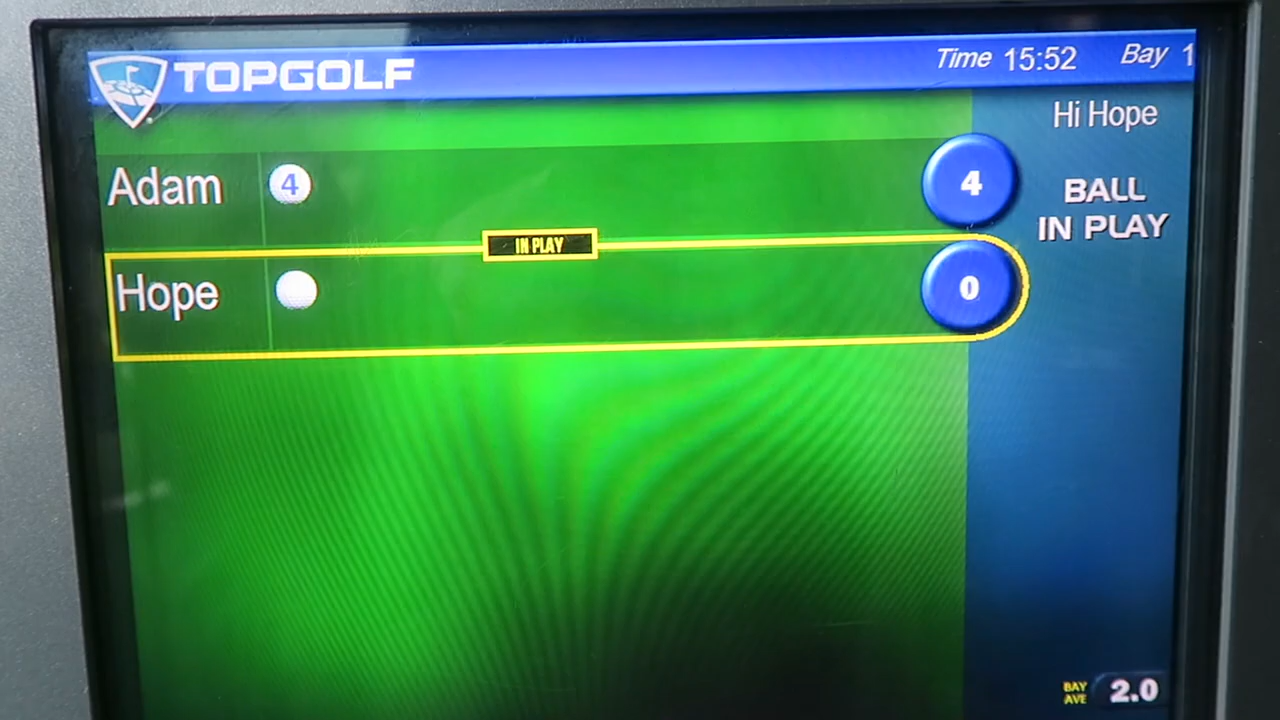 TOPGOLF
Time 15:52 Bay 1
Hi Hope
Adam 4 4
BALL
IN PLAY
IN PLAY
Hope 0
BAY
AVE 2.0